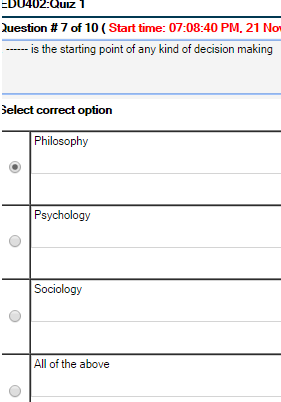 EDU402:Quiz 1
Question # 7 of 10 ( Start time: 07:08:40 PM, 21 Nov
------ is the starting point of any kind of decision making
Select correct option
Philosophy
Psychology
Sociology
All of the above